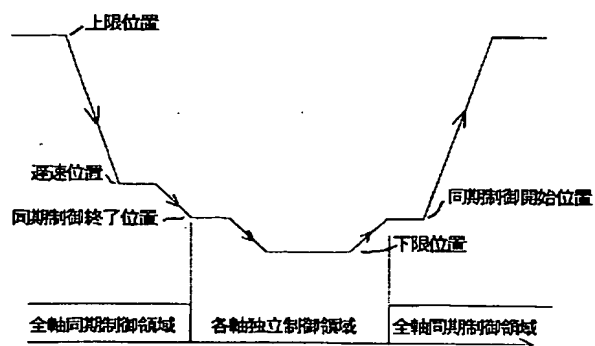 上限位置
遅速位置
同期制御終了位置
同期制御開始位置
下限位置
全軸同期制御領域
各軸独立制御領域
全軸同期制御領域